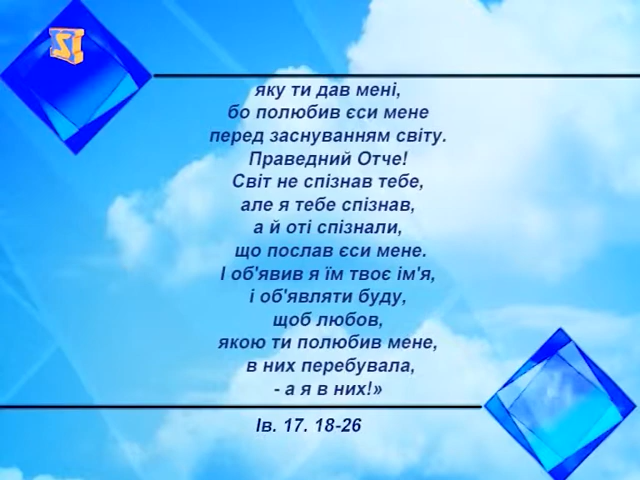 яку ти дав мені,
бо полюбив єси мене
перед заснуванням світу.
Праведний Отче!
Світ не спізнав тебе,
але я тебе спізнав,
а й оті спізнали,
що послав єси мене.
І об'явив я їм твоє ім'я,
і об'являти буду,
щоб любов,
якою ти полюбив мене,
в них перебувала,
- а я в них!»
Ів. 17. 18-26